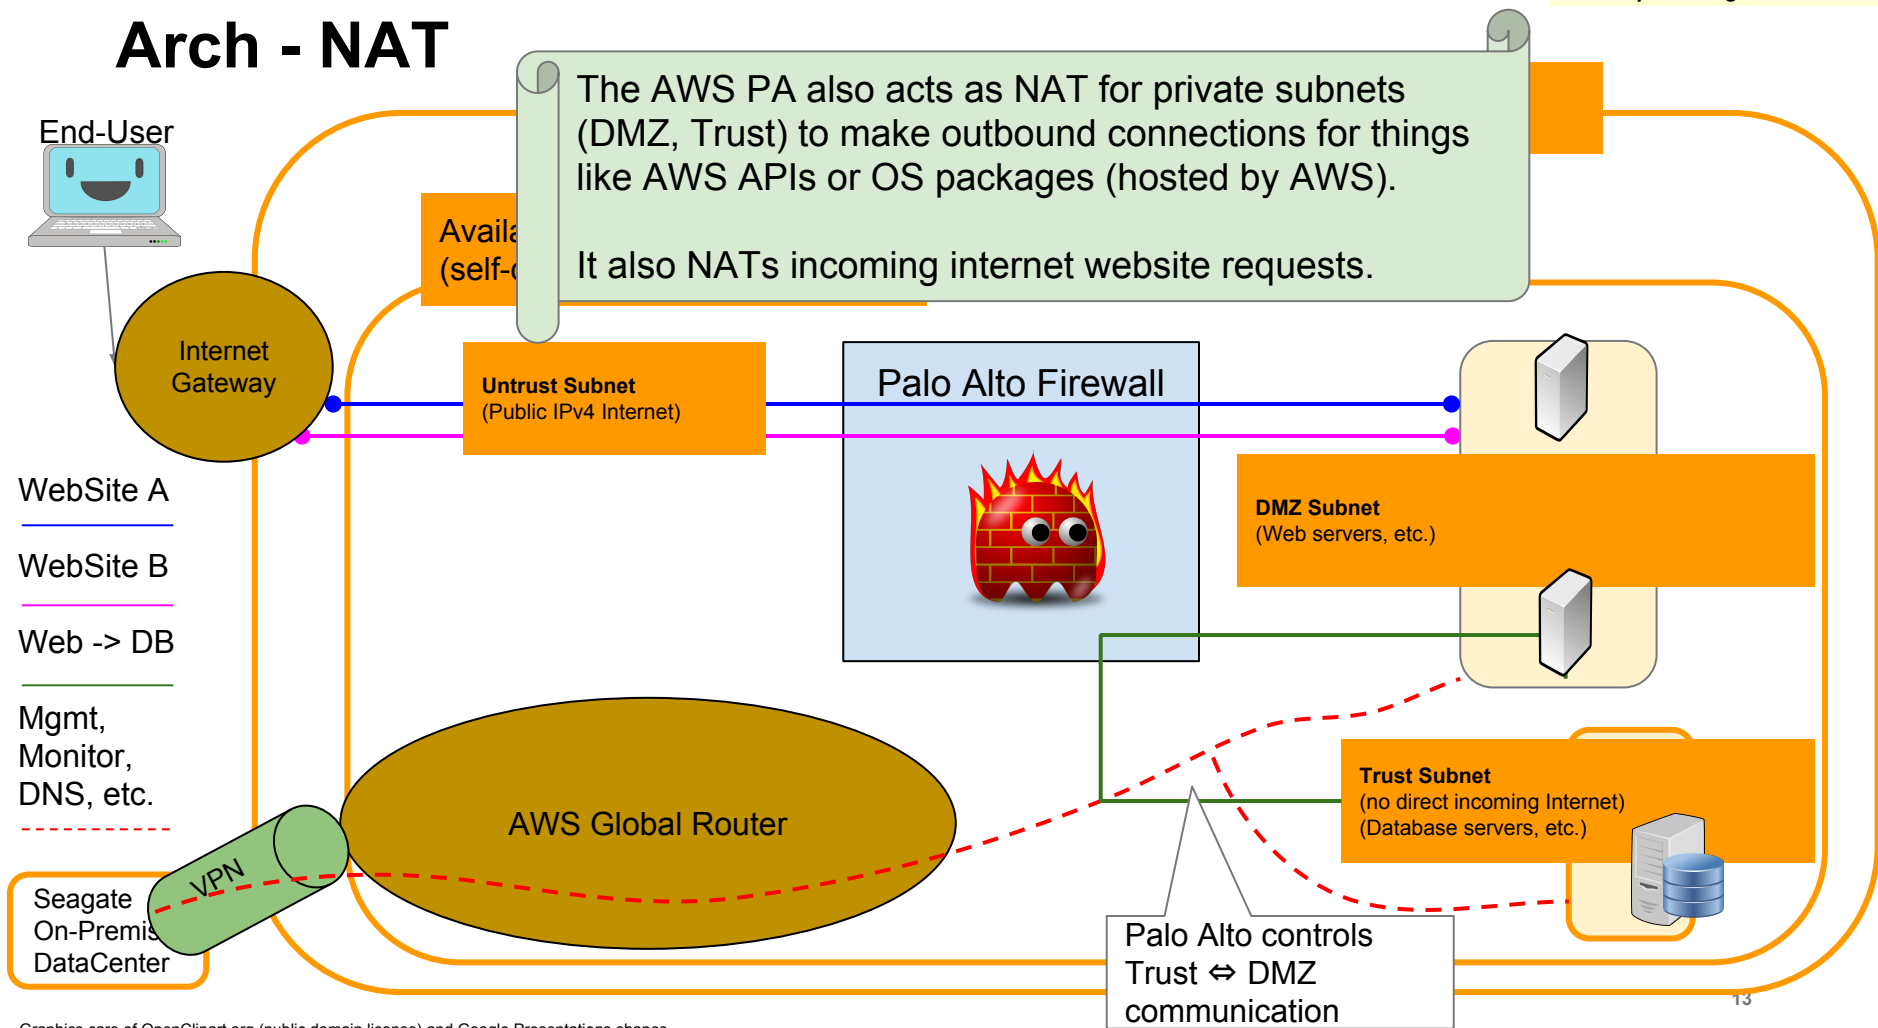 Arch - NAT
The AWS PA also acts as NAT for private subnets
(DMZ, Trust) to make outbound connections for things
like AWS APIs or OS packages (hosted by AWS).
It also NATs incoming internet website requests.
End-User
(self-
Internet
Gateway
Untrust Subnet
(Public IPv4 Internet)
Palo Alto Firewall
DMZ Subnet
(Web servers, etc.)
WebSite A
WebSite B
Web -> DB
Mgmt,
Monitor,
DNS, etc.
AWS Global Router
Trust Subnet
(no direct incoming Internet)
(Database servers, etc.)
VPN
Seagate
On-Premis
DataCenter
Palo Alto controls
Trust ⇔ DMZ
communication
13